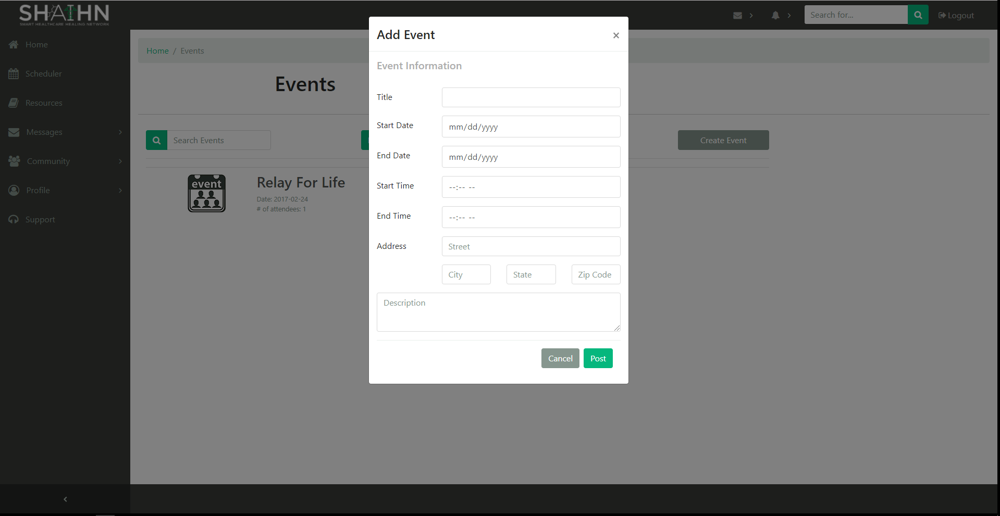 SHAIHN
SMART HEALTHCARE HEALING NETWORK
Search for...
Logout
Home
Scheduler
Resources
Messages
Community
Profile
Support
Home / Events
Events
Search Events
Create Event
event
Relay For Life
Date: 2017-02-24
# of attendees: 1
Add Event
×
Event Information
Title
Start Date
mm/dd/yyyy
End Date
mm/dd/yyyy
Start Time
--:-- --
End Time
--:-- --
Address
Street
City State Zip Code
Description
Cancel Post